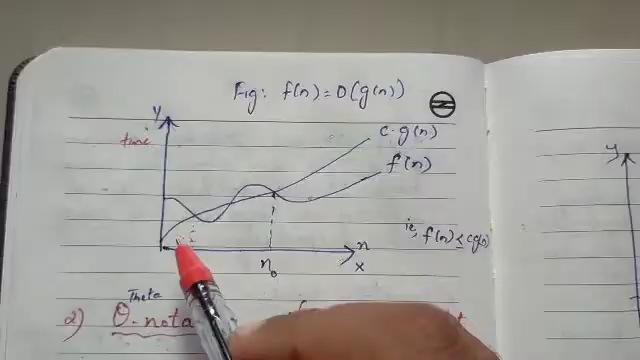 Fig: f(n)=O(g(n))
y
time
c.g(n)
f(n)
ie, f(n) ≤ cg(n)
n
x
n₀
Theta
2) θ-nota
y